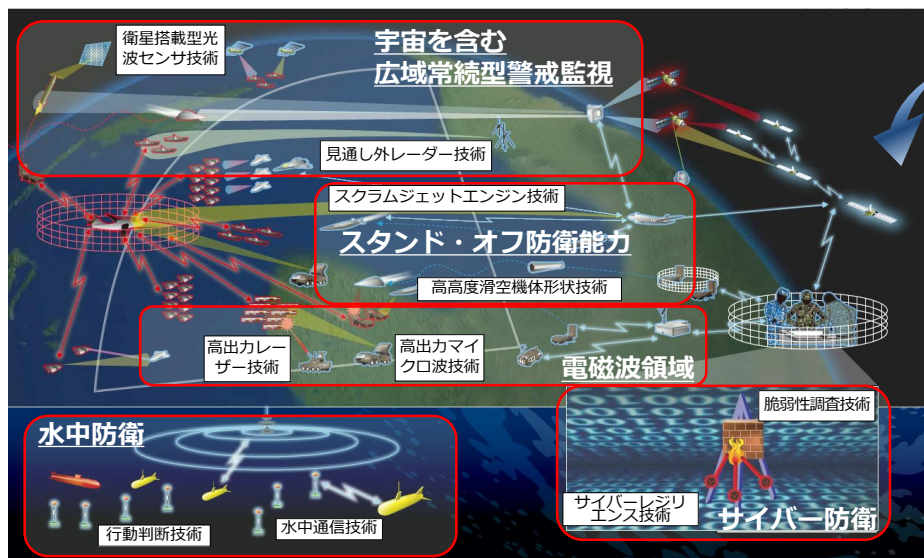 衛星搭載型光
波センサ技術
宇宙を含む
広域常続型警戒監視
見通し外レーダー技術
スクラムジェットエンジン技術
スタンド・オフ防衛能力
高高度滑空機体形状技術
高出力レー
ザー技術
高出力マイ
クロ波技術
電磁波領域
水中防衛
行動判断技術
水中通信技術
脆弱性調査技術
サイバーレジリ
エンス技術
サイバー防衛